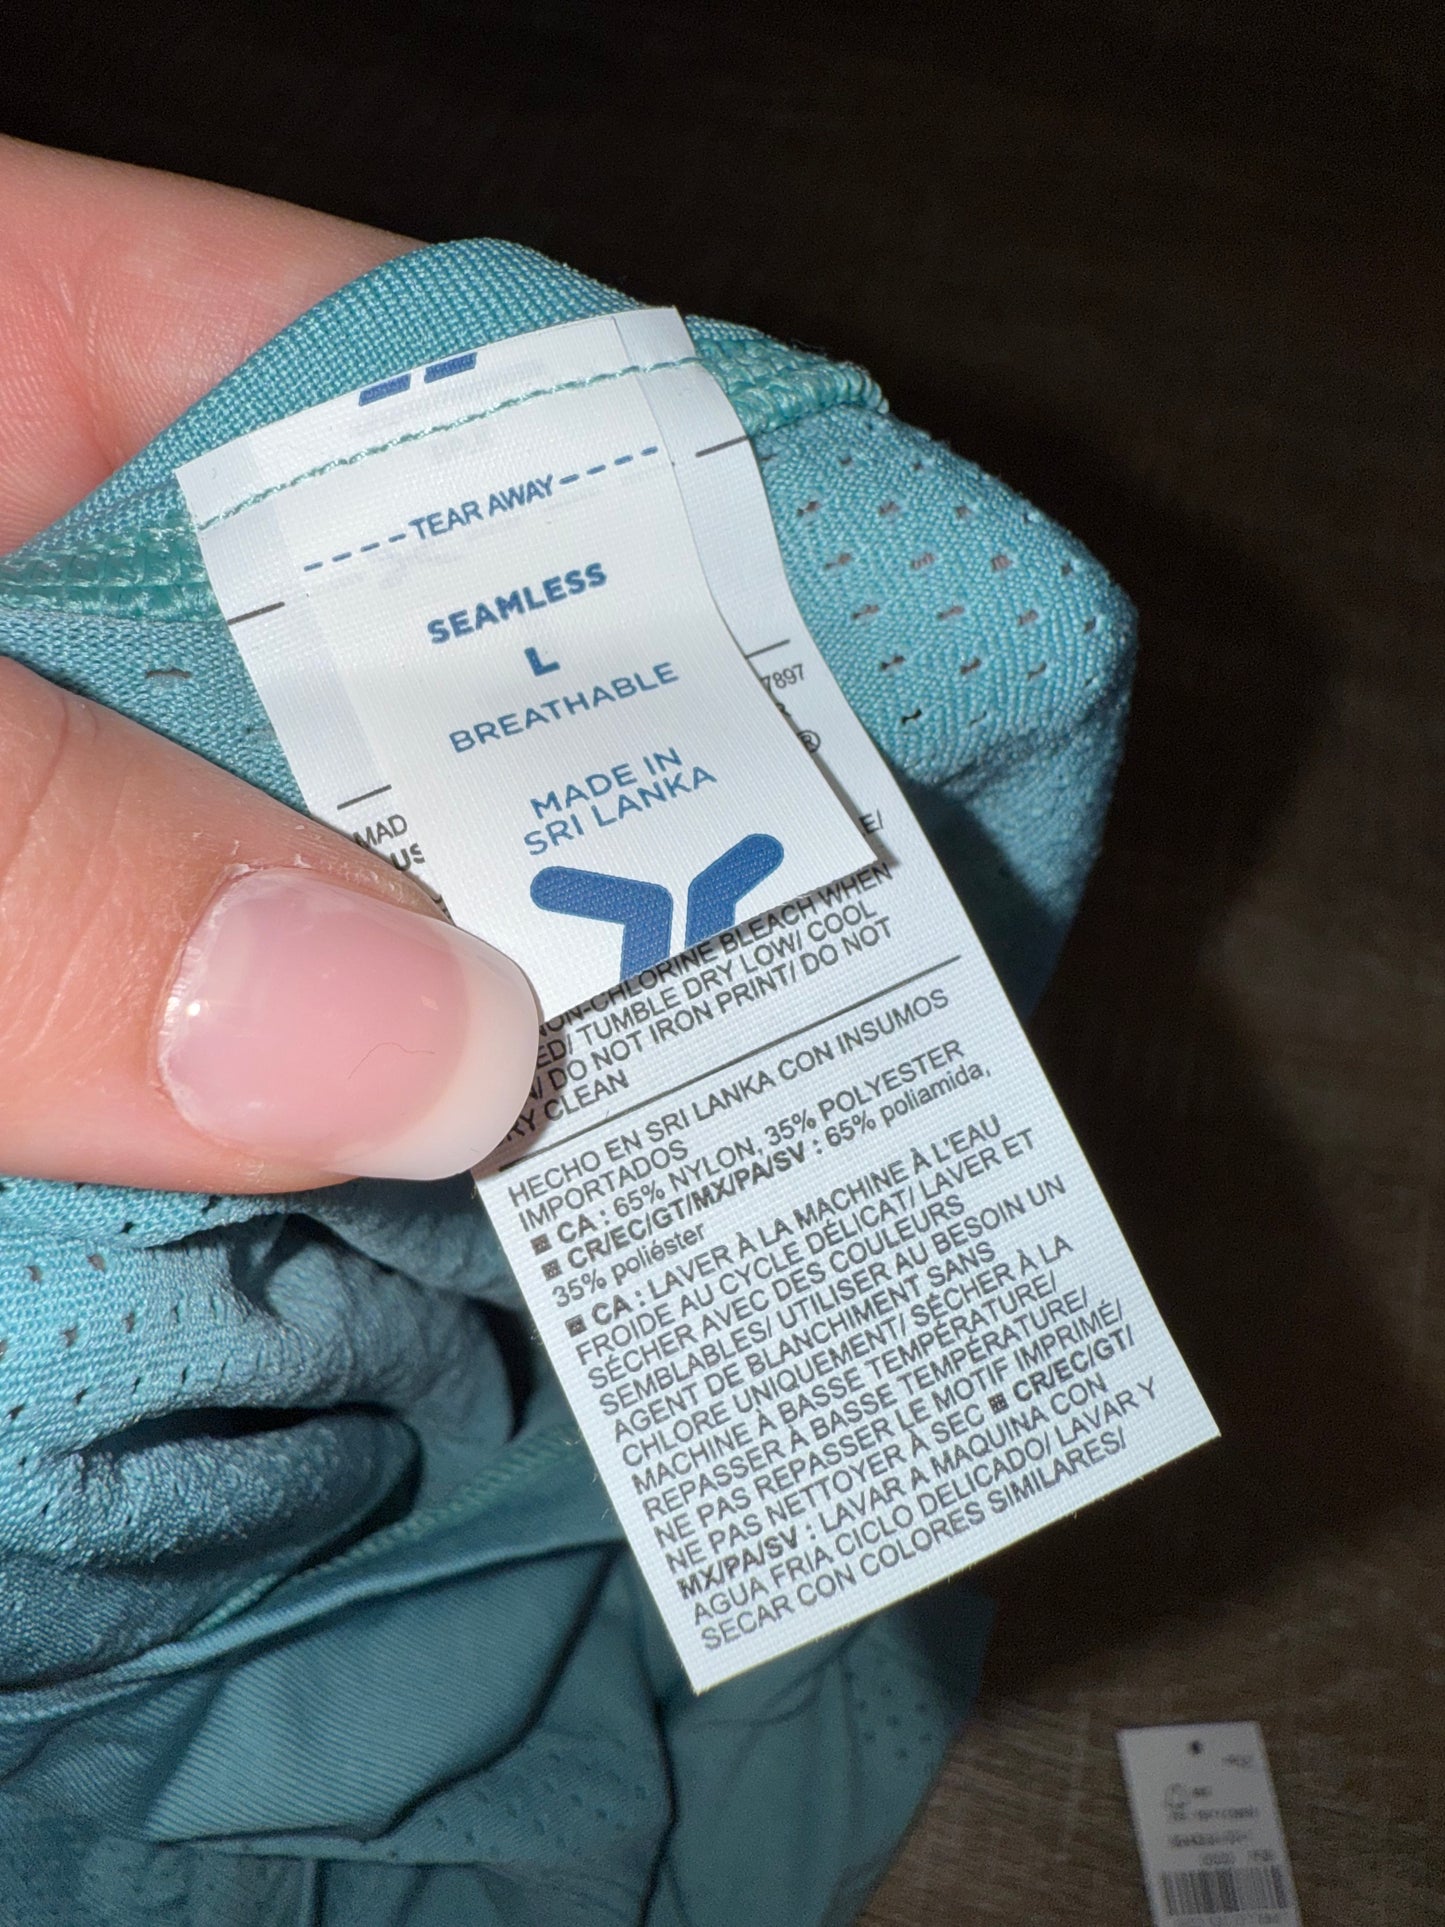 TEAR AWAY
SEAMLESS
L
BREATHABLE
MADE IN
SRI LANKA
7897
®
MAD
US
E/
NON-CHLORINE BLEACH WHEN
ED/ TUMBLE DRY LOW/ COOL
N/ DO NOT IRON PRINT/ DO NOT
RY CLEAN
HECHO EN SRI LANKA CON INSUMOS
IMPORTADOS
CA : 65% NYLON, 35% POLYESTER
CR/EC/GT/MX/PA/SV : 65% poliamida,
35% poliéster
CA : LAVER À LA MACHINE À L'EAU
FROIDE AU CYCLE DÉLICAT/ LAVER ET
SÉCHER AVEC DES COULEURS
SEMBLABLES/ UTILISER AU BESOIN UN
AGENT DE BLANCHIMENT SANS
CHLORE UNIQUEMENT/ SÉCHER À LA
MACHINE À BASSE TEMPÉRATURE/
REPASSER À BASSE TEMPÉRATURE/
NE PAS REPASSER LE MOTIF IMPRIMÉ/
NE PAS NETTOYER À SEC CR/EC/GT/
MX/PA/SV : LAVAR A MAQUINA CON
AGUA FRIA CICLO DELICADO/ LAVAR Y
SECAR CON COLORES SIMILARES/